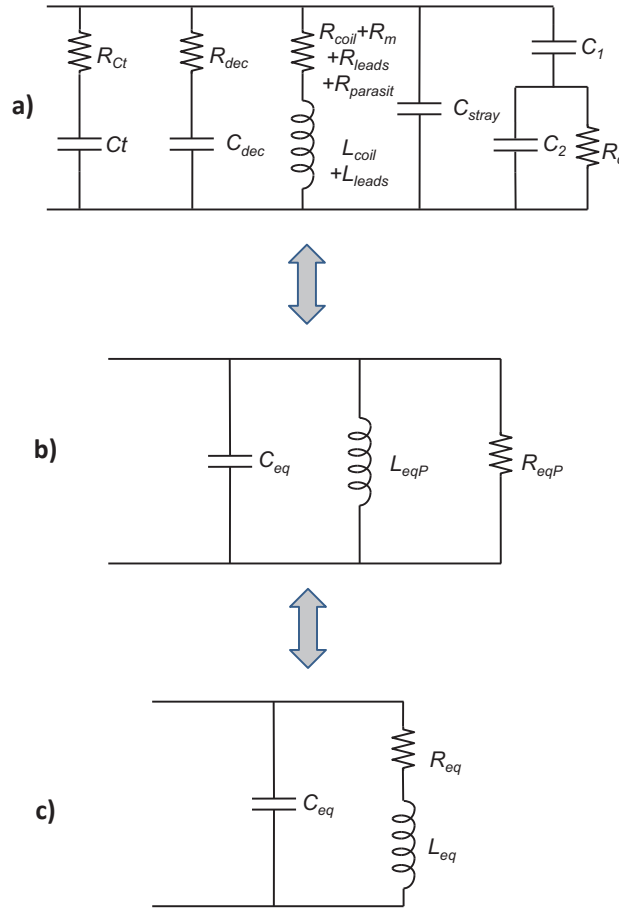 a)
R_Ct
Ct
R_dec
C_dec
R_coil+R_m
+R_leads
+R_parasit
L_coil
+L_leads
C_stray
C_1
C_2
b)
C_eq
L_eqP
R_eqP
c)
C_eq
R_eq
L_eq